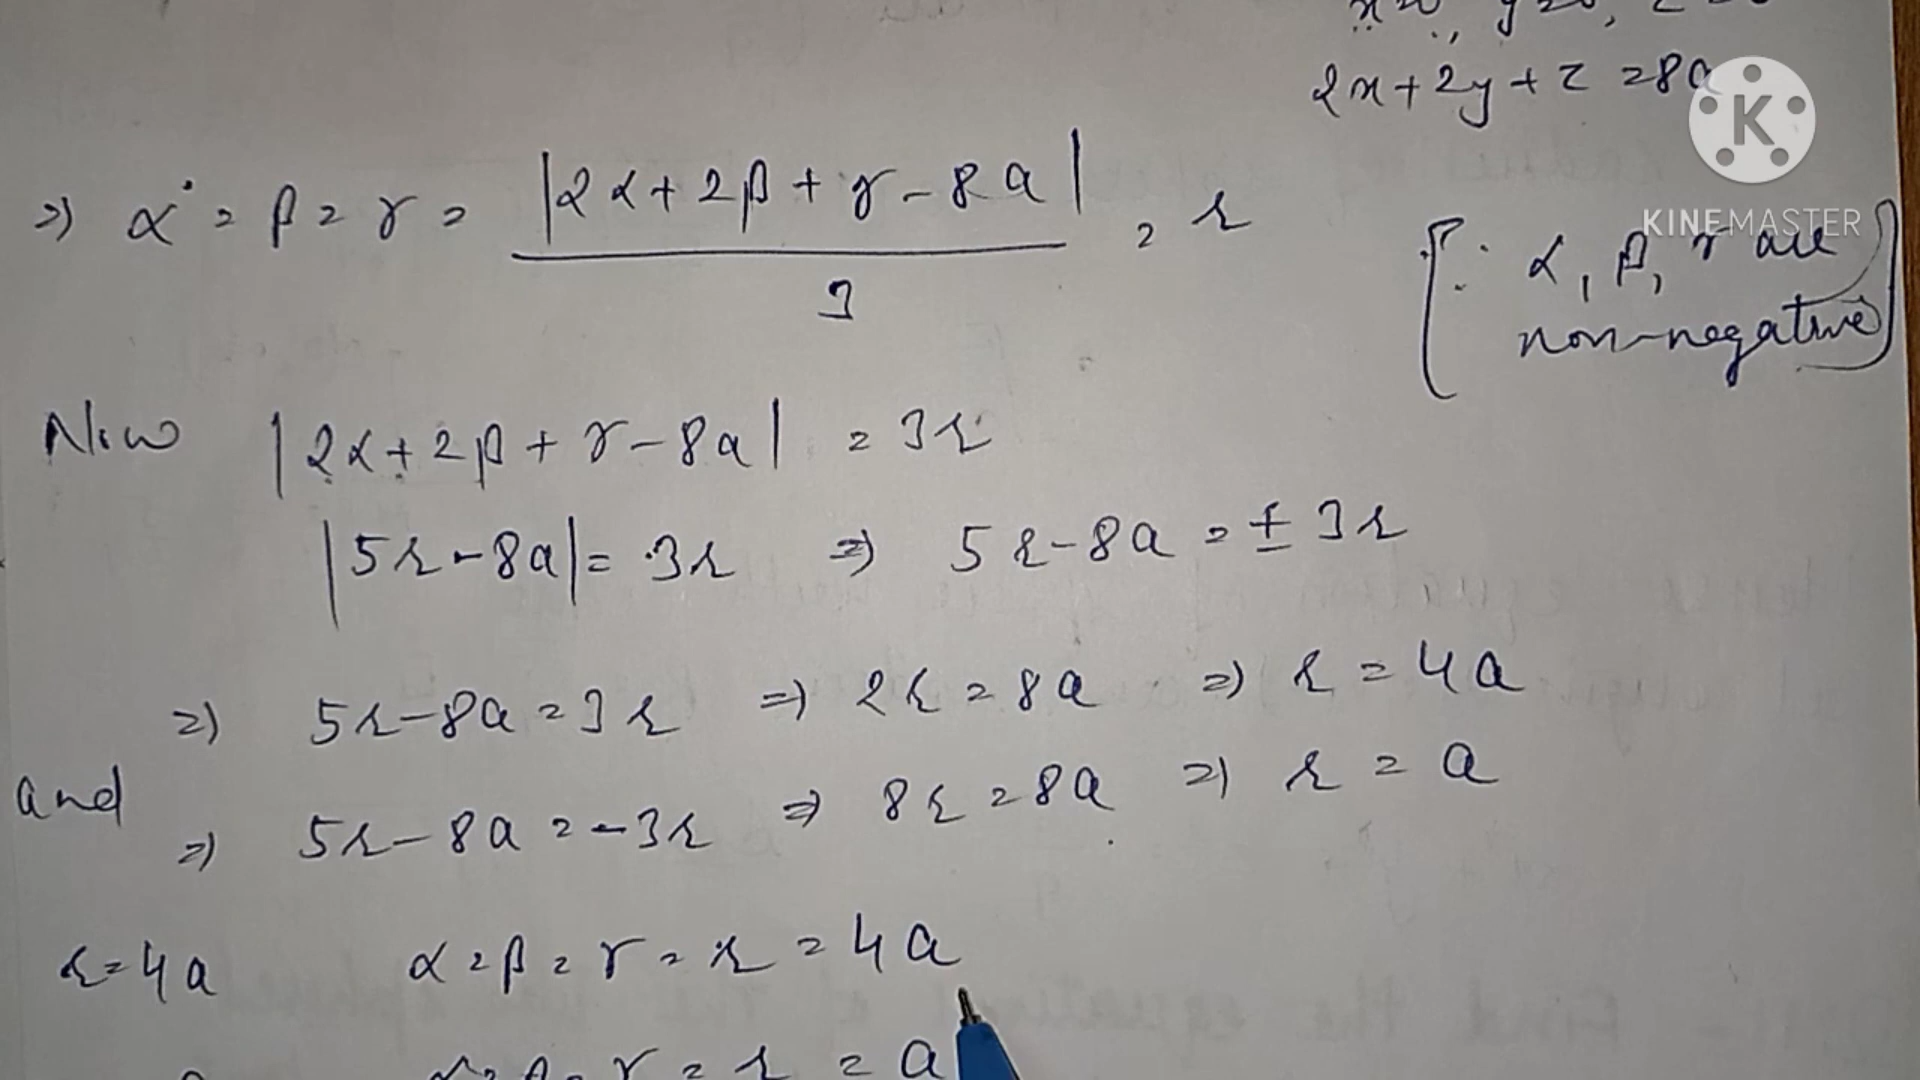 2x+2y+z=8a
KINEMASTER
=> α = β = γ = |2α+2β+γ-8a| / 3 = r
[∵ α, β, γ are
non-negative]
Now |2α+2β+γ-8a| = 3r
|5r-8a| = 3r => 5r-8a = ± 3r
=> 5r-8a = 3r => 2r = 8a => r = 4a
and
=> 5r-8a = -3r => 8r = 8a => r = a
r=4a α=β=γ=r=4a
α=β=γ=r=a